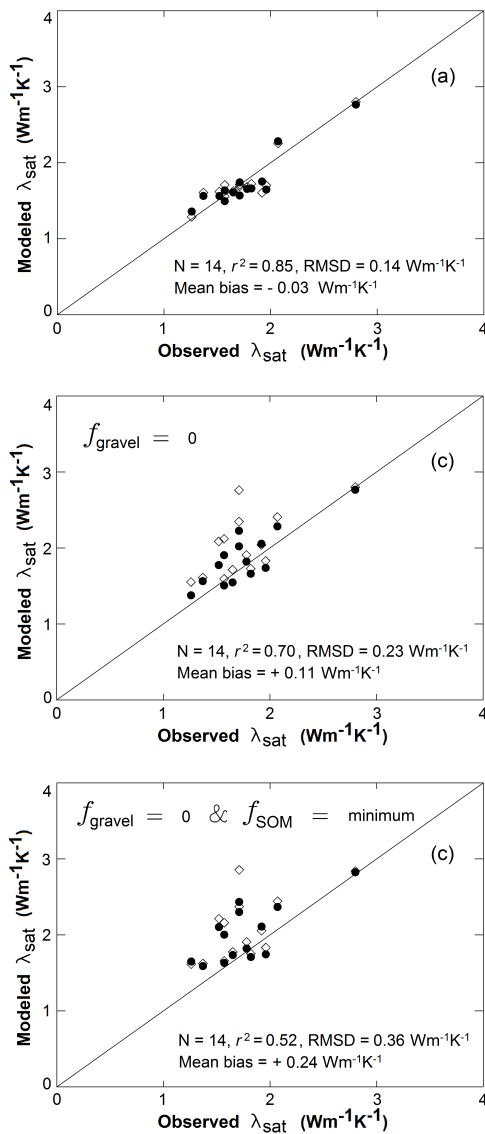 4
3
2
1
0
Modeled λsat (Wm-1K-1)
(a)
N = 14, r2 = 0.85, RMSD = 0.14 Wm-1K-1
Mean bias = - 0.03 Wm-1K-1
0 1 2 3 4
Observed λsat (Wm-1K-1)
4
3
2
1
0
Modeled λsat (Wm-1K-1)
fgravel = 0
(c)
N = 14, r2 = 0.70, RMSD = 0.23 Wm-1K-1
Mean bias = + 0.11 Wm-1K-1
0 1 2 3 4
Observed λsat (Wm-1K-1)
4
3
2
1
0
Modeled λsat (Wm-1K-1)
fgravel = 0 & fSOM = minimum
(c)
N = 14, r2 = 0.52, RMSD = 0.36 Wm-1K-1
Mean bias = + 0.24 Wm-1K-1
0 1 2 3 4
Observed λsat (Wm-1K-1)